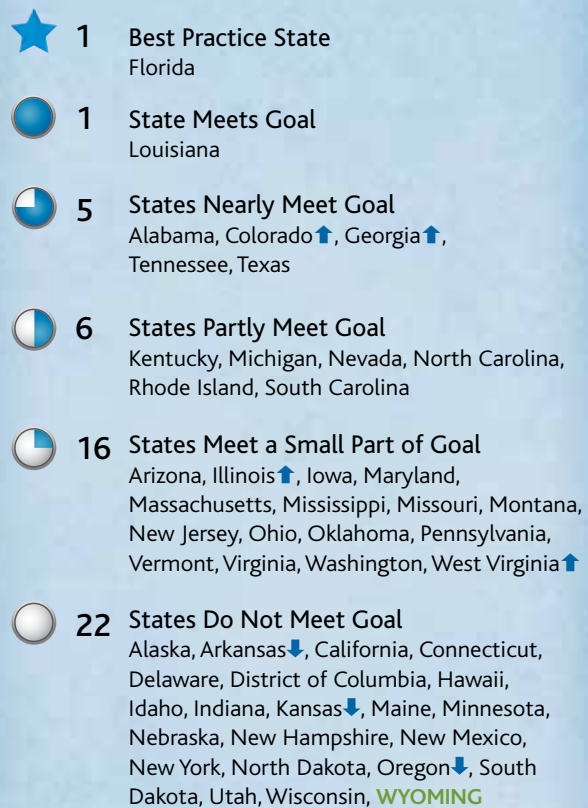 1 Best Practice State
Florida
1 State Meets Goal
Louisiana
5 States Nearly Meet Goal
Alabama, Colorado⬆, Georgia⬆,
Tennessee, Texas
6 States Partly Meet Goal
Kentucky, Michigan, Nevada, North Carolina,
Rhode Island, South Carolina
16 States Meet a Small Part of Goal
Arizona, Illinois⬆, Iowa, Maryland,
Massachusetts, Mississippi, Missouri, Montana,
New Jersey, Ohio, Oklahoma, Pennsylvania,
Vermont, Virginia, Washington, West Virginia⬆
22 States Do Not Meet Goal
Alaska, Arkansas⬇, California, Connecticut,
Delaware, District of Columbia, Hawaii,
Idaho, Indiana, Kansas⬇, Maine, Minnesota,
Nebraska, New Hampshire, New Mexico,
New York, North Dakota, Oregon⬇, South
Dakota, Utah, Wisconsin, WYOMING